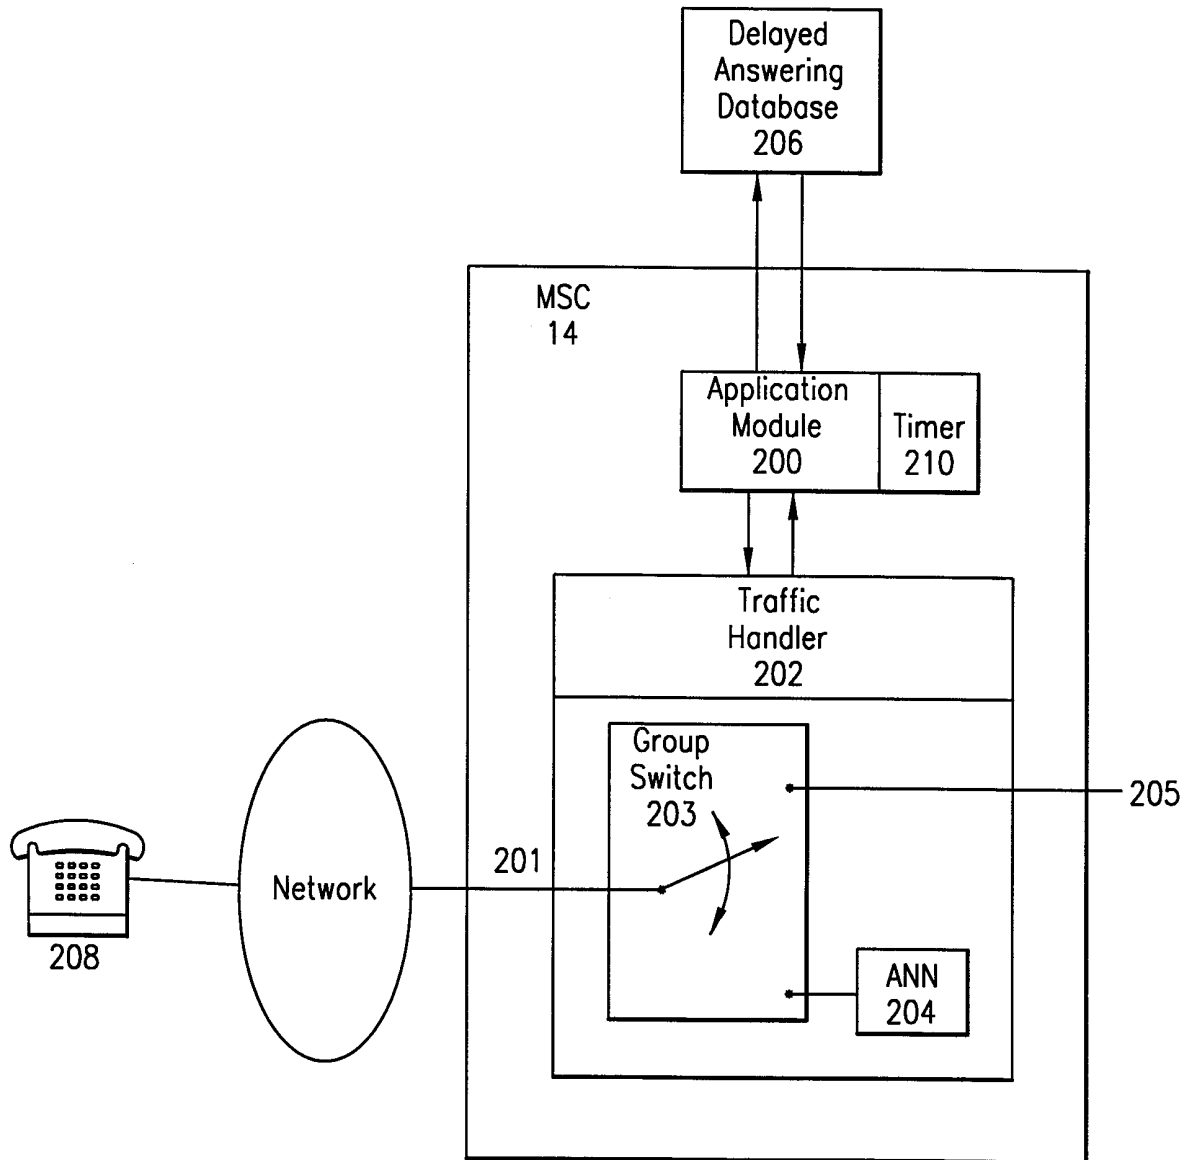 Delayed
Answering
Database
206
MSC
14
Application
Module
200
Timer
210
Traffic
Handler
202
Group
Switch
203
205
201
Network
208
ANN
204